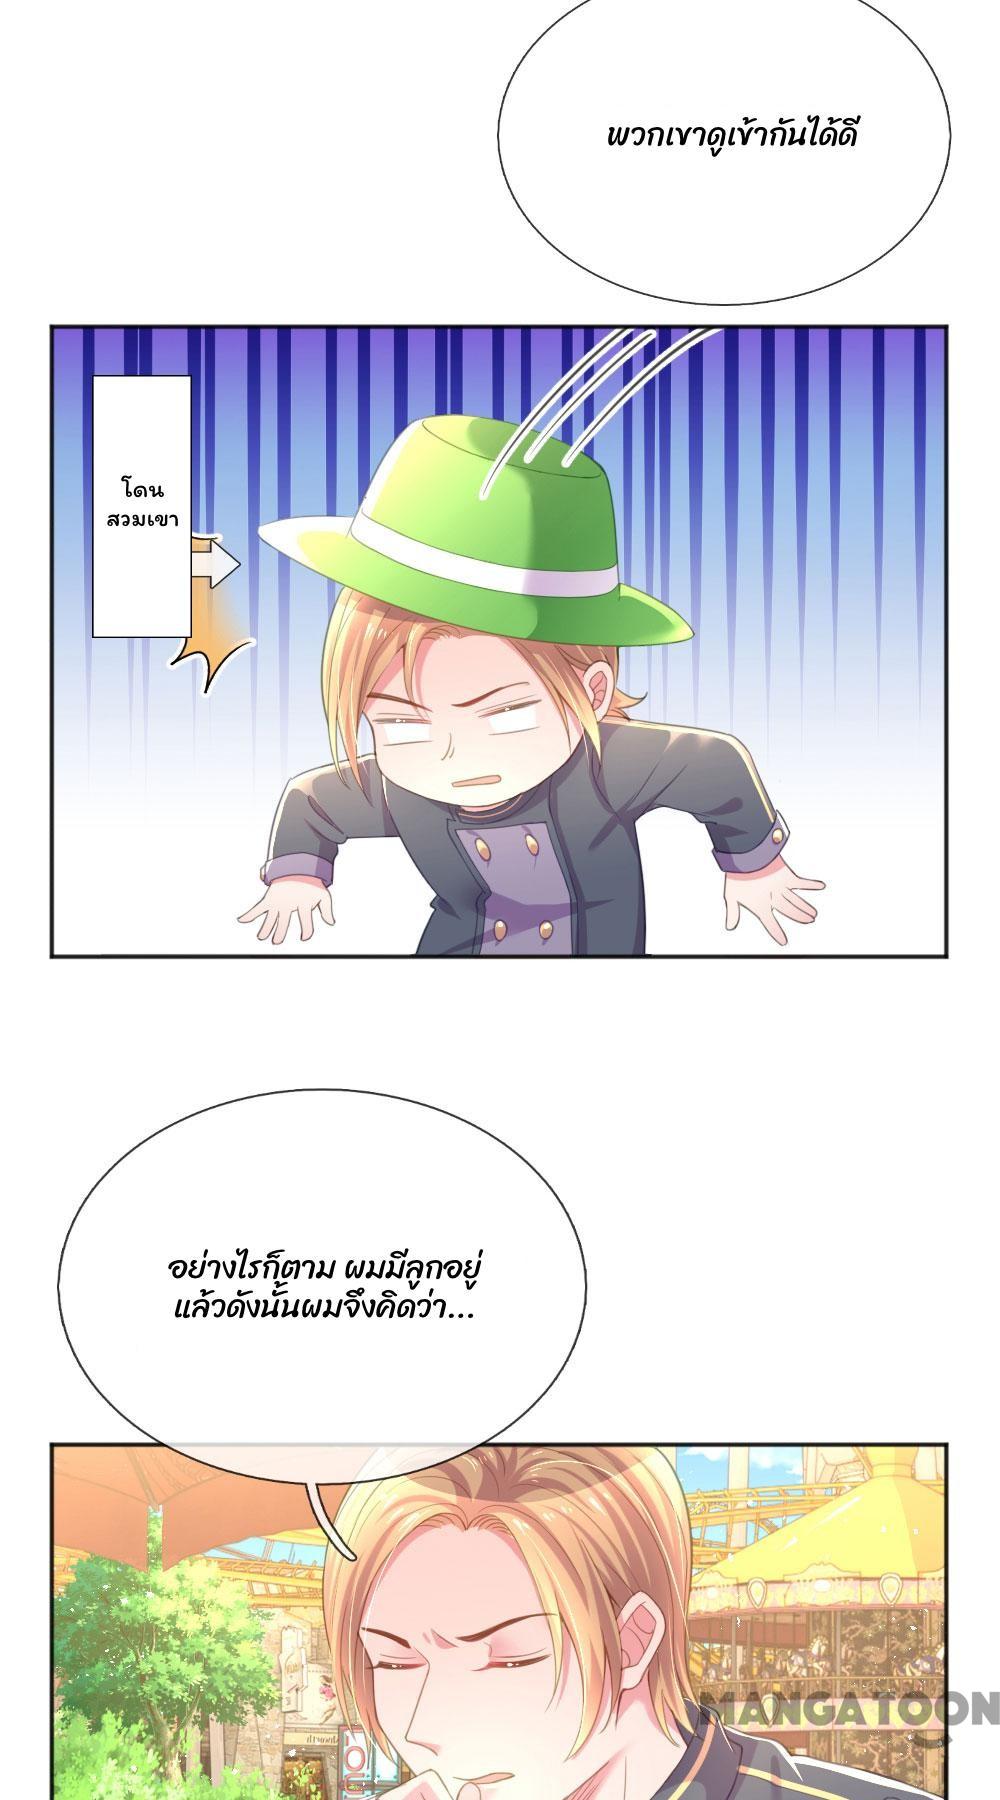 พวกเขาดูเข้ากันได้ดี
โดน
สวมเขา
อย่างไรก็ตาม ผมมีลูกอยู่
แล้วดังนั้นผมจึงคิดว่า...
MANGATOON